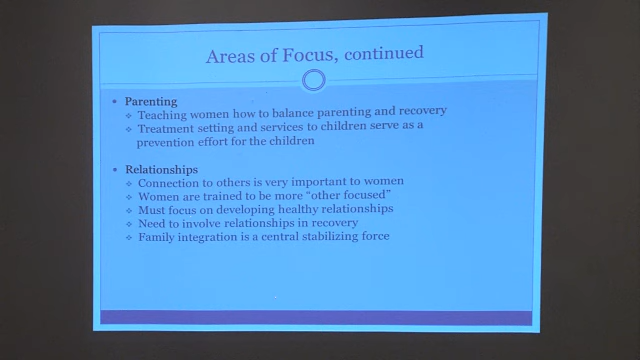 Areas of Focus, continued
• Parenting
❖ Teaching women how to balance parenting and recovery
❖ Treatment setting and services to children serve as a
prevention effort for the children
• Relationships
❖ Connection to others is very important to women
❖ Women are trained to be more “other focused”
❖ Must focus on developing healthy relationships
❖ Need to involve relationships in recovery
❖ Family integration is a central stabilizing force